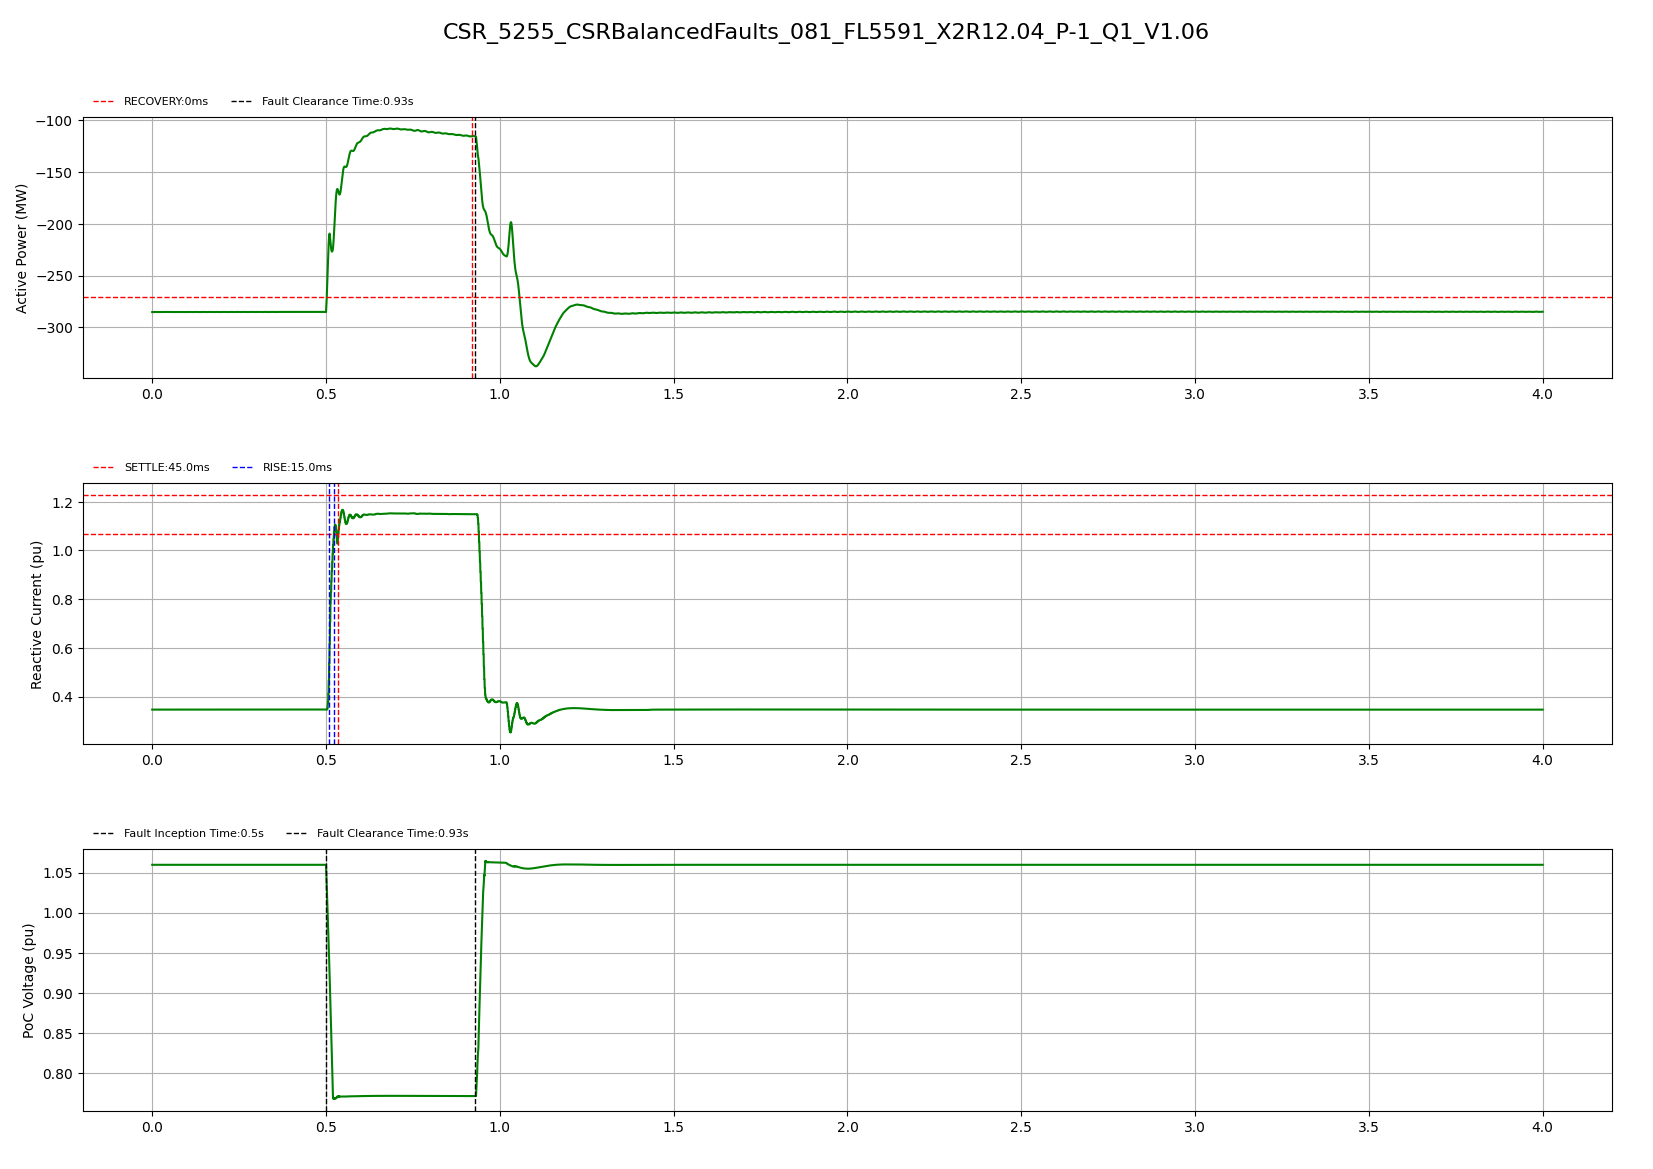 CSR_5255_CSRBalancedFaults_081_FL5591_X2R12.04_P-1_Q1_V1.06
RECOVERY:0ms Fault Clearance Time:0.93s
Active Power (MW)
−100
−150
−200
−250
−300
0.0 0.5 1.0 1.5 2.0 2.5 3.0 3.5 4.0
SETTLE:45.0ms RISE:15.0ms
Reactive Current (pu)
1.2
1.0
0.8
0.6
0.4
0.0 0.5 1.0 1.5 2.0 2.5 3.0 3.5 4.0
Fault Inception Time:0.5s Fault Clearance Time:0.93s
PoC Voltage (pu)
1.05
1.00
0.95
0.90
0.85
0.80
0.0 0.5 1.0 1.5 2.0 2.5 3.0 3.5 4.0